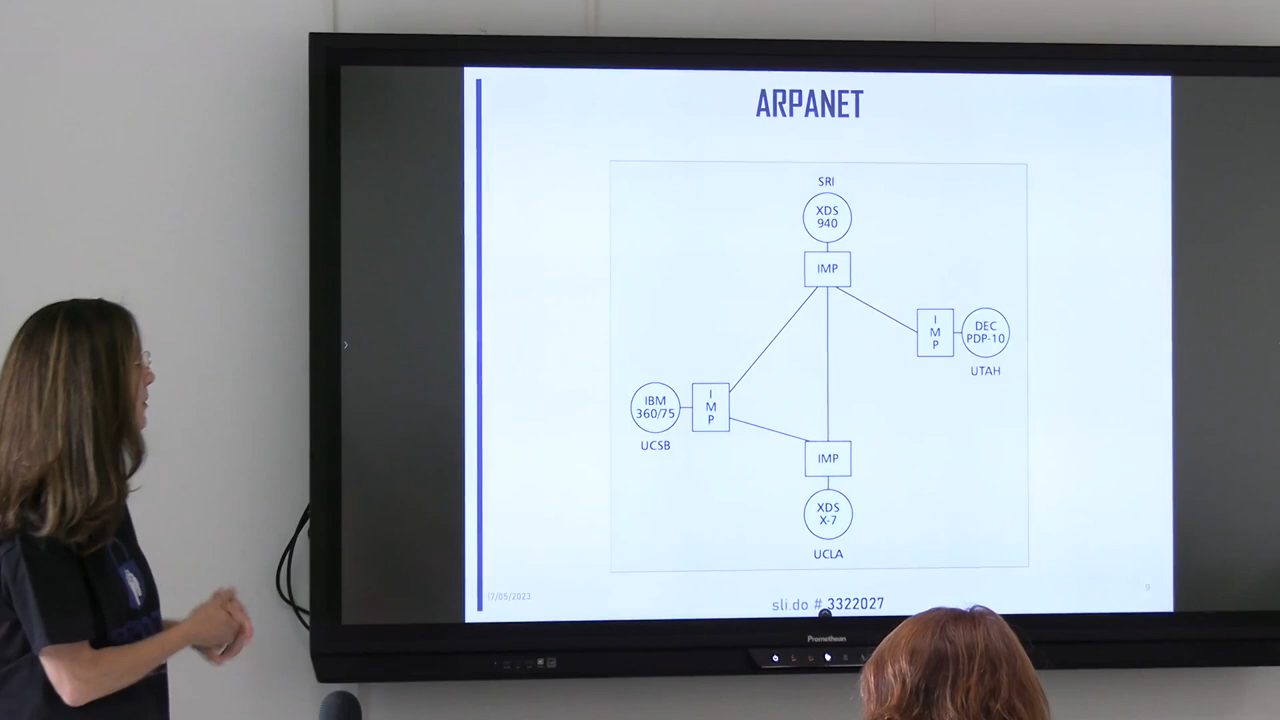 ARPANET
SRI
XDS
940
IMP
I
M
P
DEC
PDP-10
UTAH
IBM
360/75
I
M
P
UCSB
IMP
XDS
X-7
UCLA
17/05/2023
sli.do # 3322027
9
Promethean